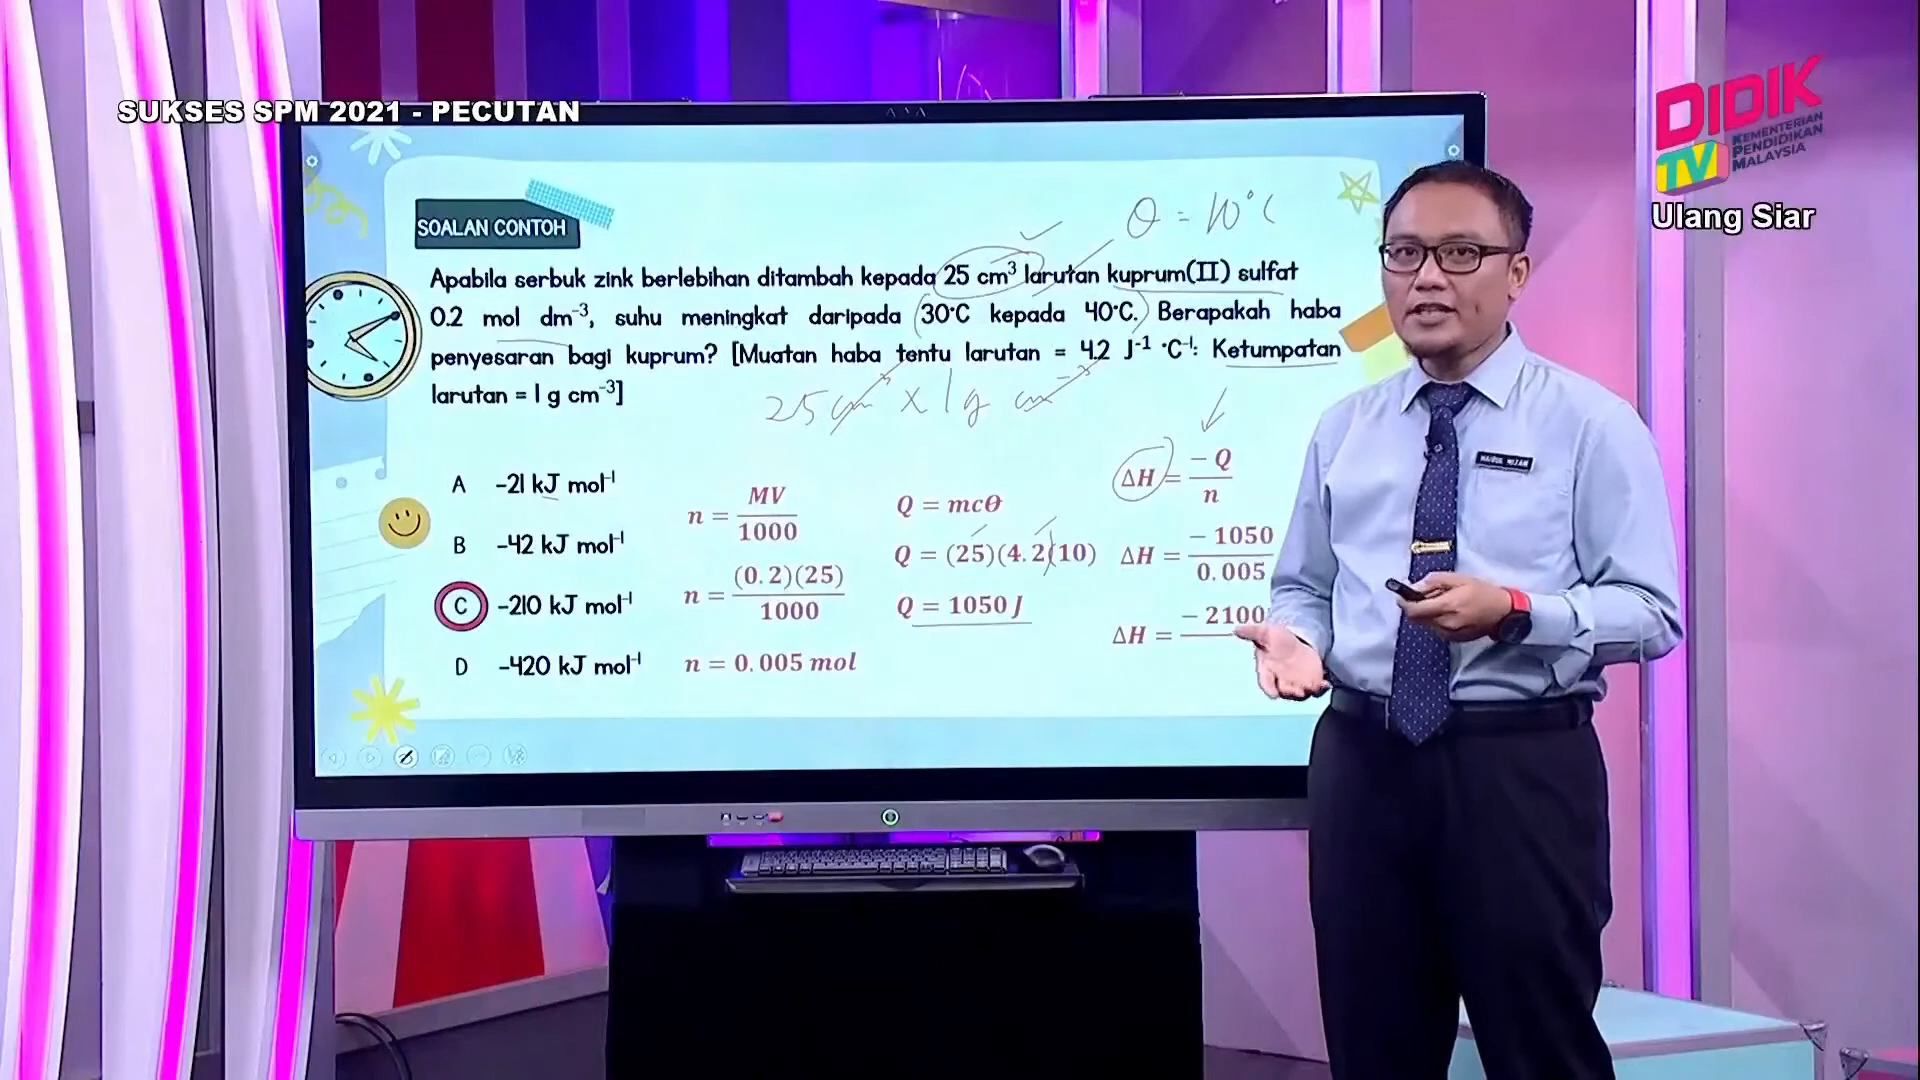 SUKSES SPM 2021 - PECUTAN
DIDIK
TV
KEMENTERIAN
PENDIDIKAN
MALAYSIA
Ulang Siar
SOALAN CONTOH
θ = 10°C
Apabila serbuk zink berlebihan ditambah kepada 25 cm³ larutan kuprum(II) sulfat
0.2 mol dm⁻³, suhu meningkat daripada 30°C kepada 40°C. Berapakah haba
penyesaran bagi kuprum? [Muatan haba tentu larutan = 4.2 J⁻¹ °C⁻¹: Ketumpatan
larutan = 1 g cm⁻³]
25 cm³ x 1 g cm⁻³
A -21 kJ mol⁻¹
B -42 kJ mol⁻¹
C -210 kJ mol⁻¹
D -420 kJ mol⁻¹
n = MV/1000
n = (0.2)(25)/1000
n = 0.005 mol
Q = mcθ
Q = (25)(4.2)(10)
Q = 1050 J
ΔH = -Q/n
ΔH = -1050/0.005
ΔH = -2100